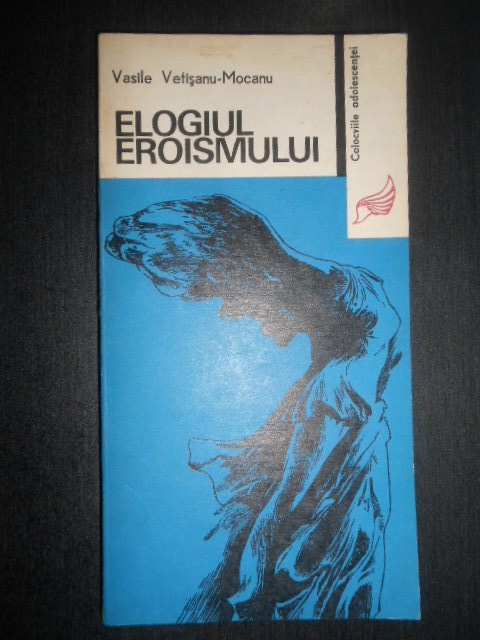 Vasile Vetişanu-Mocanu
ELOGIUL
EROISMULUI
Colocviile adolescenţei